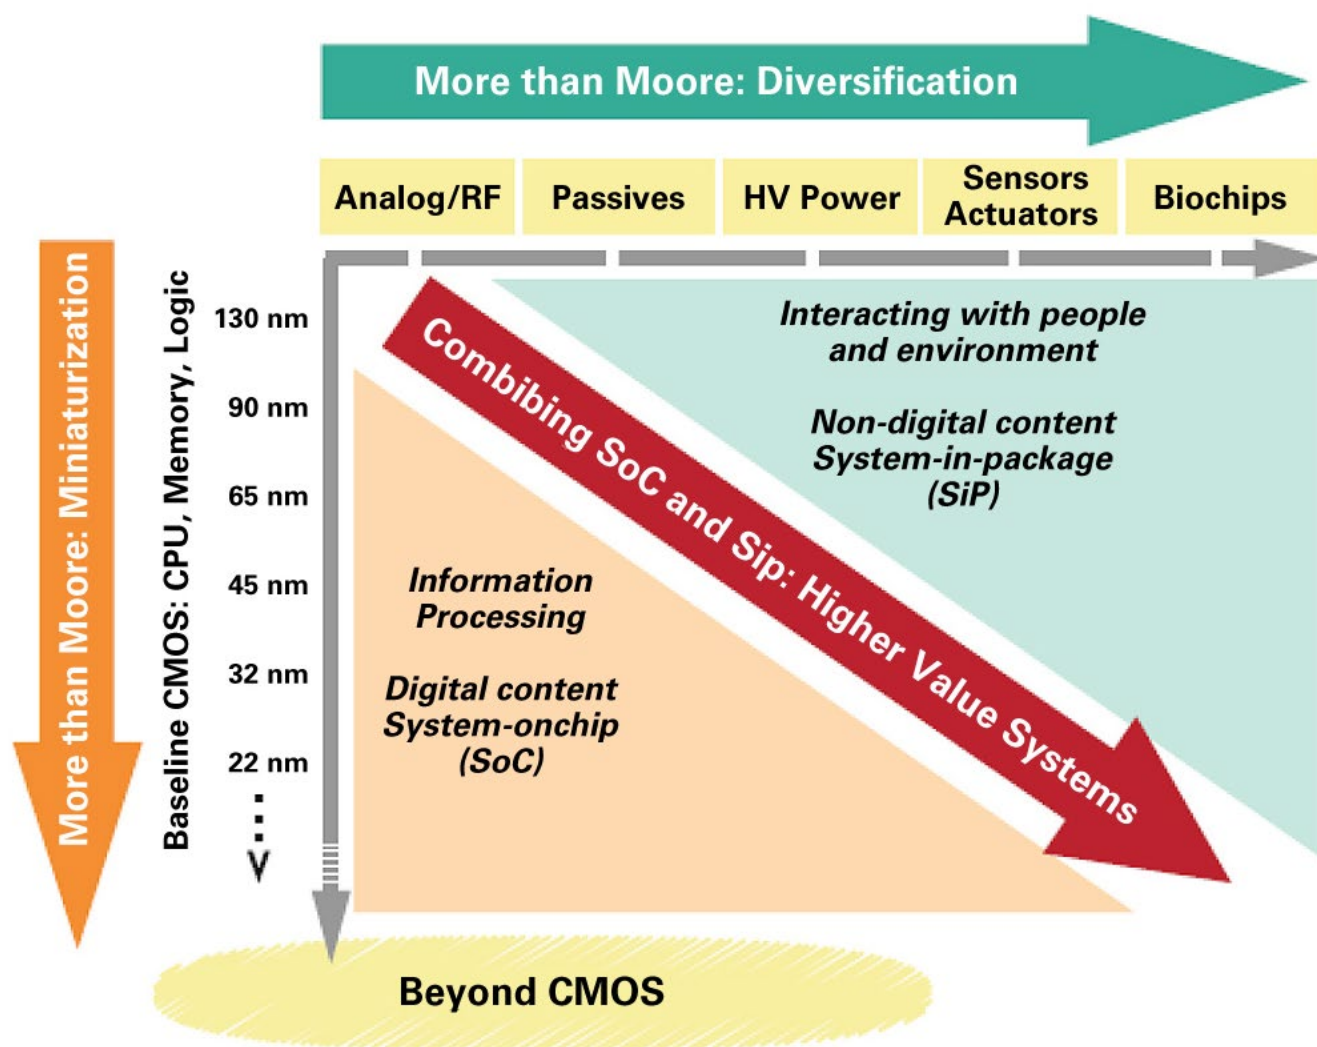 More than Moore: Diversification
Analog/RF
Passives
HV Power
Sensors
Actuators
Biochips
More than Moore: Miniaturization
Baseline CMOS: CPU, Memory, Logic
130 nm
90 nm
65 nm
45 nm
32 nm
22 nm
Combibing SoC and Sip: Higher Value Systems
Interacting with people
and environment
Non-digital content
System-in-package
(SiP)
Information
Processing
Digital content
System-onchip
(SoC)
Beyond CMOS